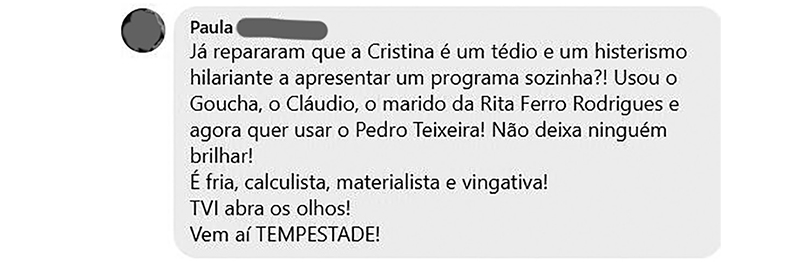 Paula
Já repararam que a Cristina é um tédio e um histerismo
hilariante a apresentar um programa sozinha?! Usou o
Goucha, o Cláudio, o marido da Rita Ferro Rodrigues e
agora quer usar o Pedro Teixeira! Não deixa ninguém
brilhar!
É fria, calculista, materialista e vingativa!
TVI abra os olhos!
Vem aí TEMPESTADE!